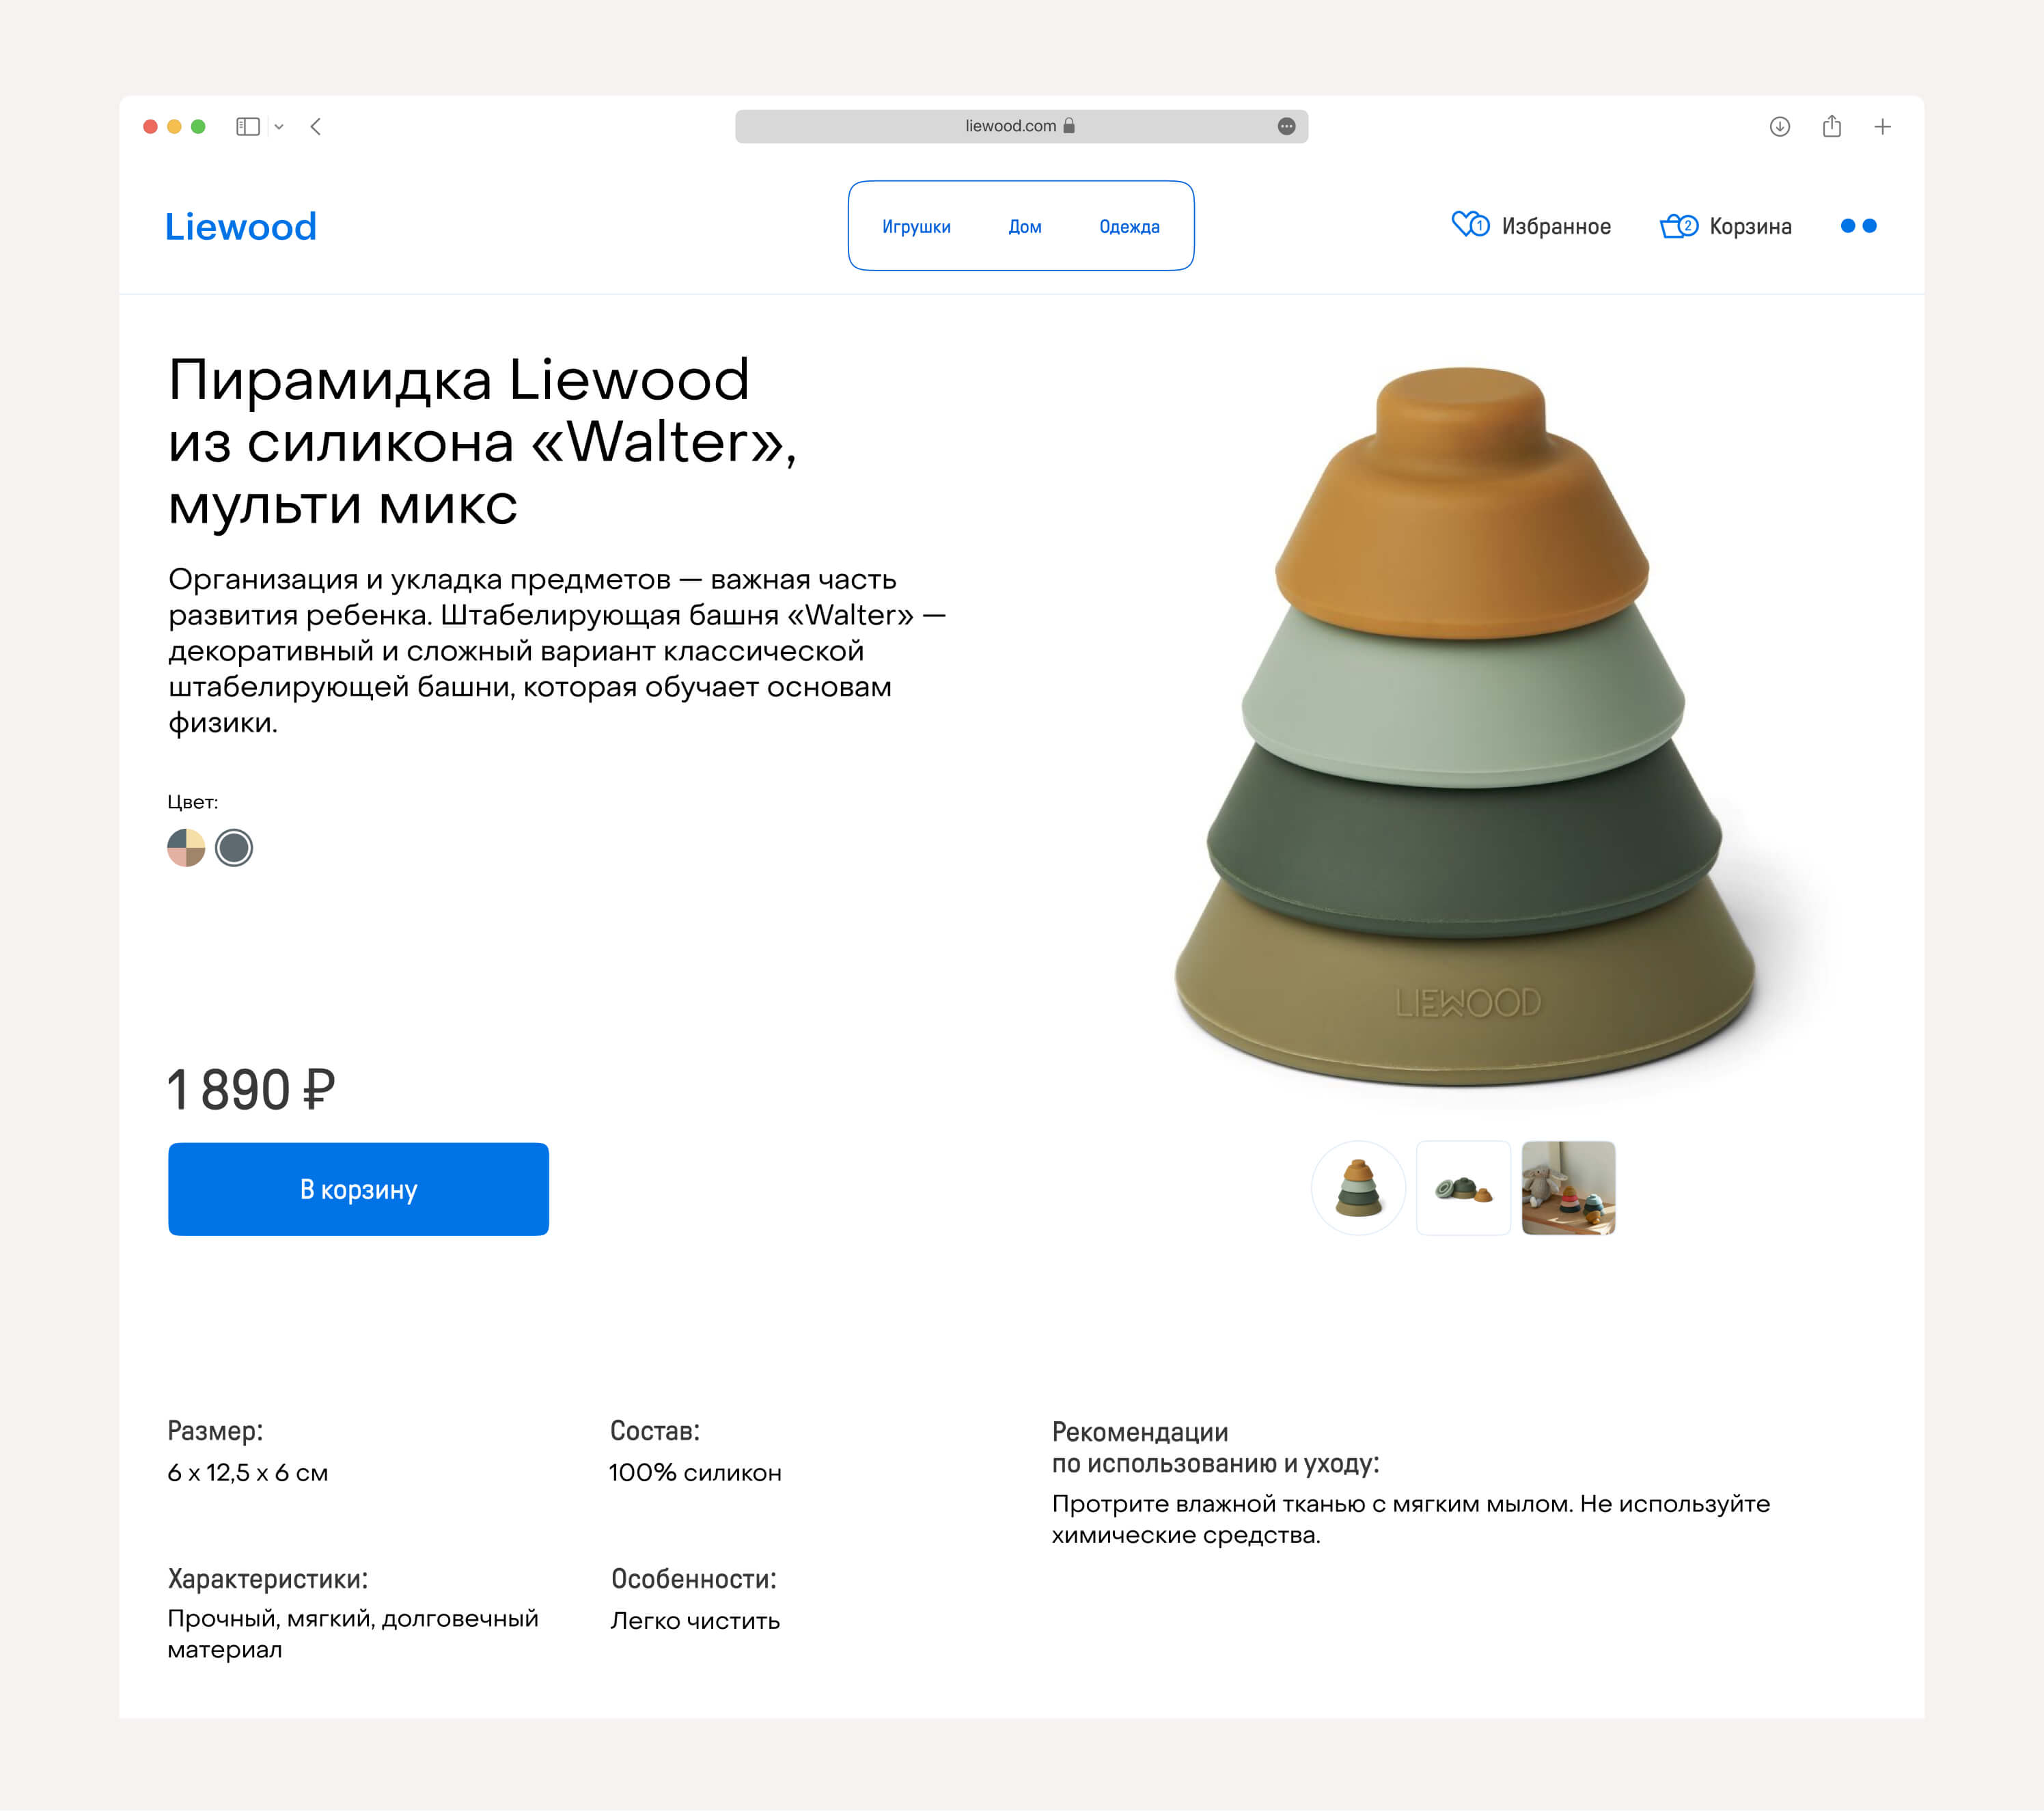 liewood.com
Liewood
Игрушки
Дом
Одежда
1
Избранное
2
Корзина
Пирамидка Liewood
из силикона «Walter»,
мульти микс
Организация и укладка предметов — важная часть
развития ребенка. Штабелирующая башня «Walter» —
декоративный и сложный вариант классической
штабелирующей башни, которая обучает основам
физики.
Цвет:
LIEWOOD
1 890 ₽
В корзину
Размер:
6 x 12,5 x 6 см
Состав:
100% силикон
Рекомендации
по использованию и уходу:
Протрите влажной тканью с мягким мылом. Не используйте
химические средства.
Характеристики:
Прочный, мягкий, долговечный
материал
Особенности:
Легко чистить